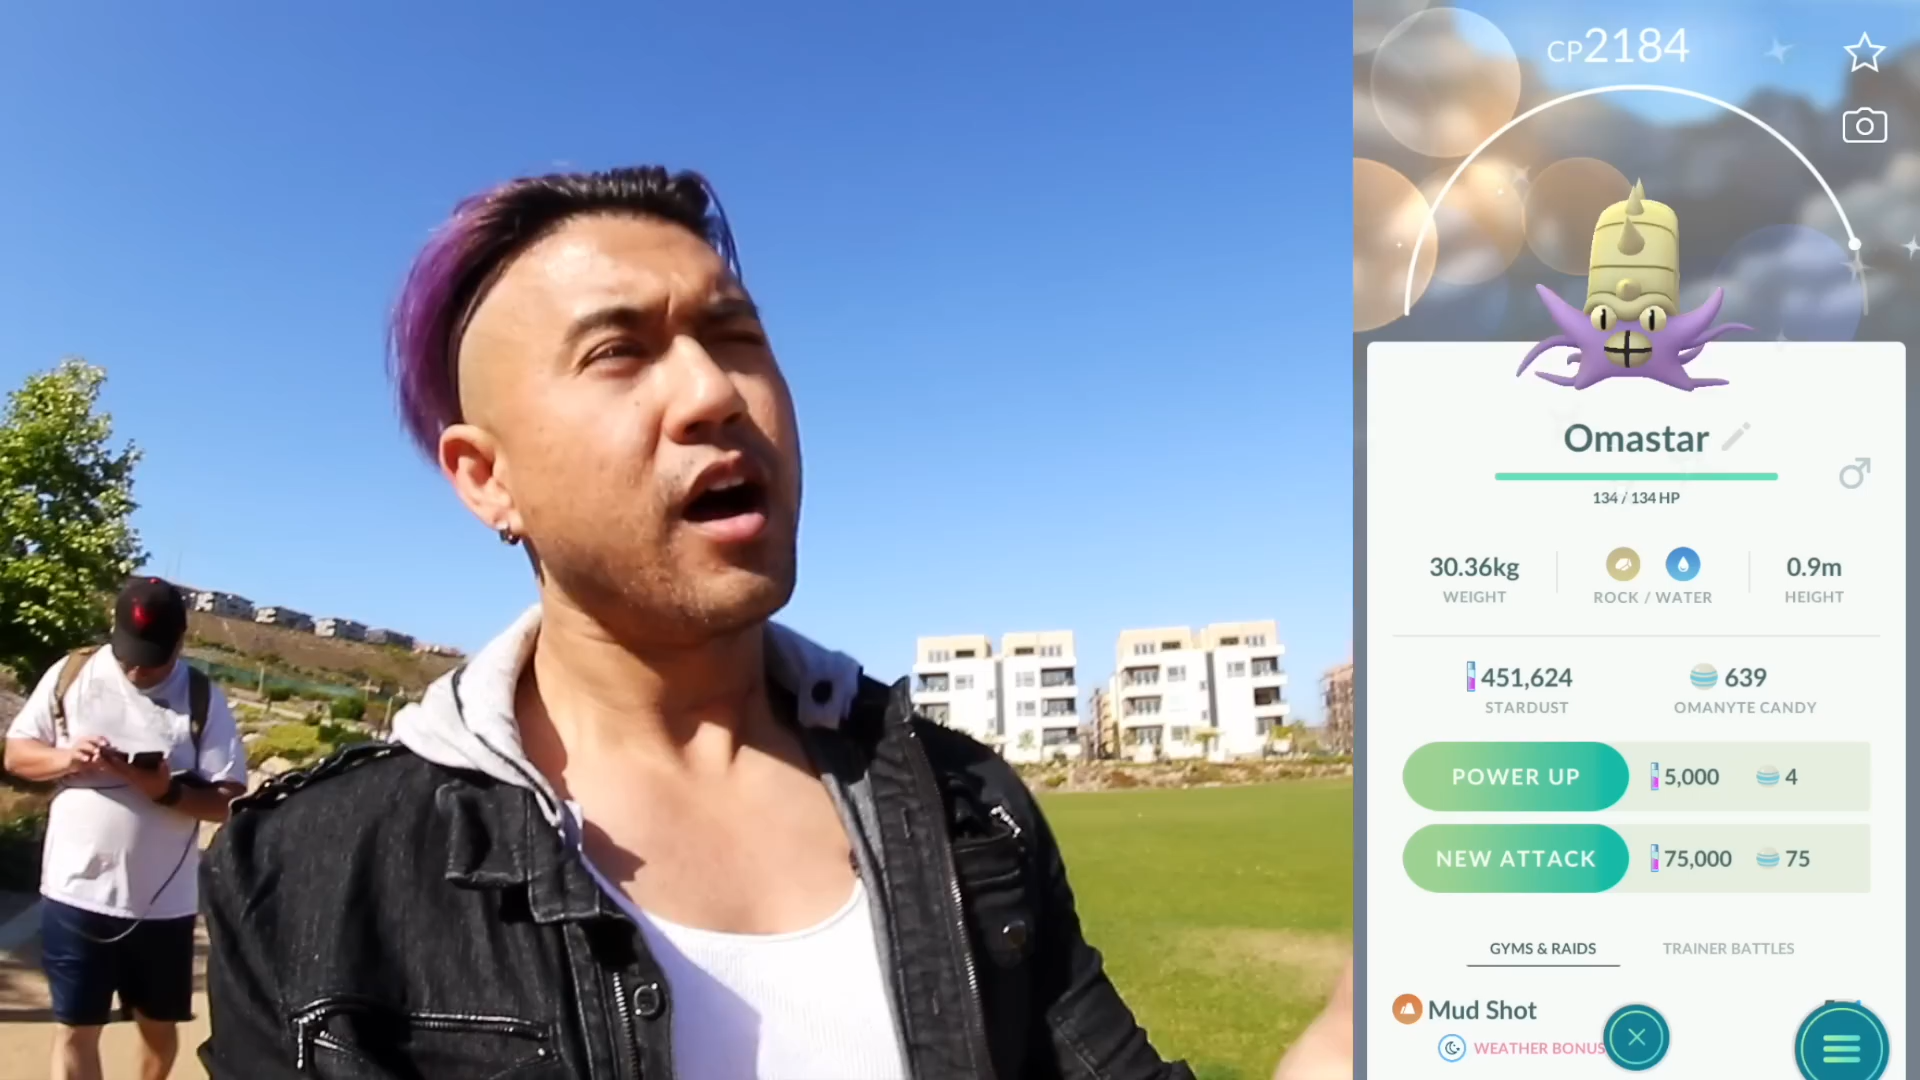 CP2184
Omastar
134 / 134 HP
30.36kg
WEIGHT
ROCK / WATER
0.9m
HEIGHT
451,624
STARDUST
639
OMANYTE CANDY
POWER UP 5,000 4
NEW ATTACK 75,000 75
GYMS & RAIDS TRAINER BATTLES
Mud Shot
WEATHER BONUS